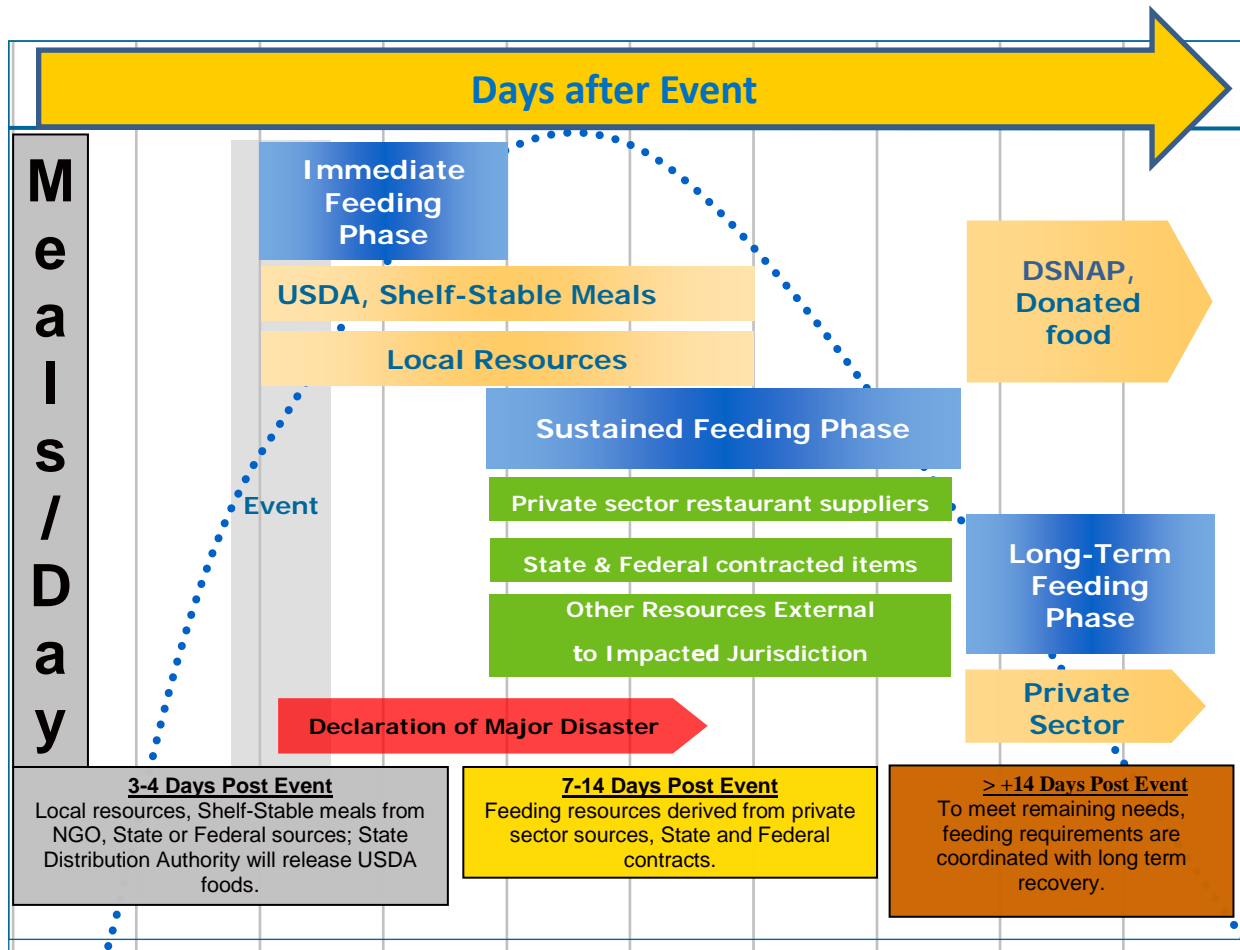 Days after Event
Meals/Day
Immediate
Feeding
Phase
USDA, Shelf-Stable Meals
Local Resources
DSNAP,
Donated
food
Sustained Feeding Phase
Event
Private sector restaurant suppliers
State & Federal contracted items
Other Resources External
to Impacted Jurisdiction
Long-Term
Feeding
Phase
Declaration of Major Disaster
Private
Sector
3-4 Days Post Event
Local resources, Shelf-Stable meals from
NGO, State or Federal sources; State
Distribution Authority will release USDA
foods.
7-14 Days Post Event
Feeding resources derived from private
sector sources, State and Federal
contracts.
> +14 Days Post Event
To meet remaining needs,
feeding requirements are
coordinated with long term
recovery.